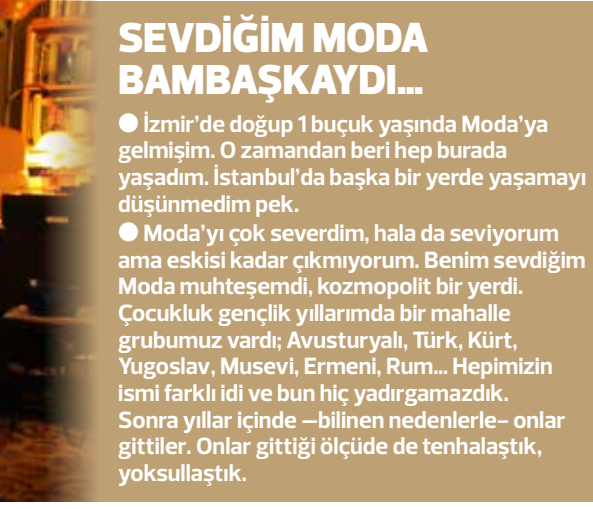 SEVDİĞİM MODA
BAMBAŞKAYDI...
● İzmir’de doğup 1 buçuk yaşında Moda’ya
gelmişim. O zamandan beri hep burada
yaşadım. İstanbul’da başka bir yerde yaşamayı
düşünmedim pek.
● Moda’yı çok severdim, hala da seviyorum
ama eskisi kadar çıkmıyorum. Benim sevdiğim
Moda muhteşemdi, kozmopolit bir yerdi.
Çocukluk gençlik yıllarımda bir mahalle
grubumuz vardı; Avusturyalı, Türk, Kürt,
Yugoslav, Musevi, Ermeni, Rum... Hepimizin
ismi farklı idi ve bun hiç yadırgamazdık.
Sonra yıllar içinde —bilinen nedenlerle- onlar
gittiler. Onlar gittiği ölçüde de tenhalaştık,
yoksullaştık.